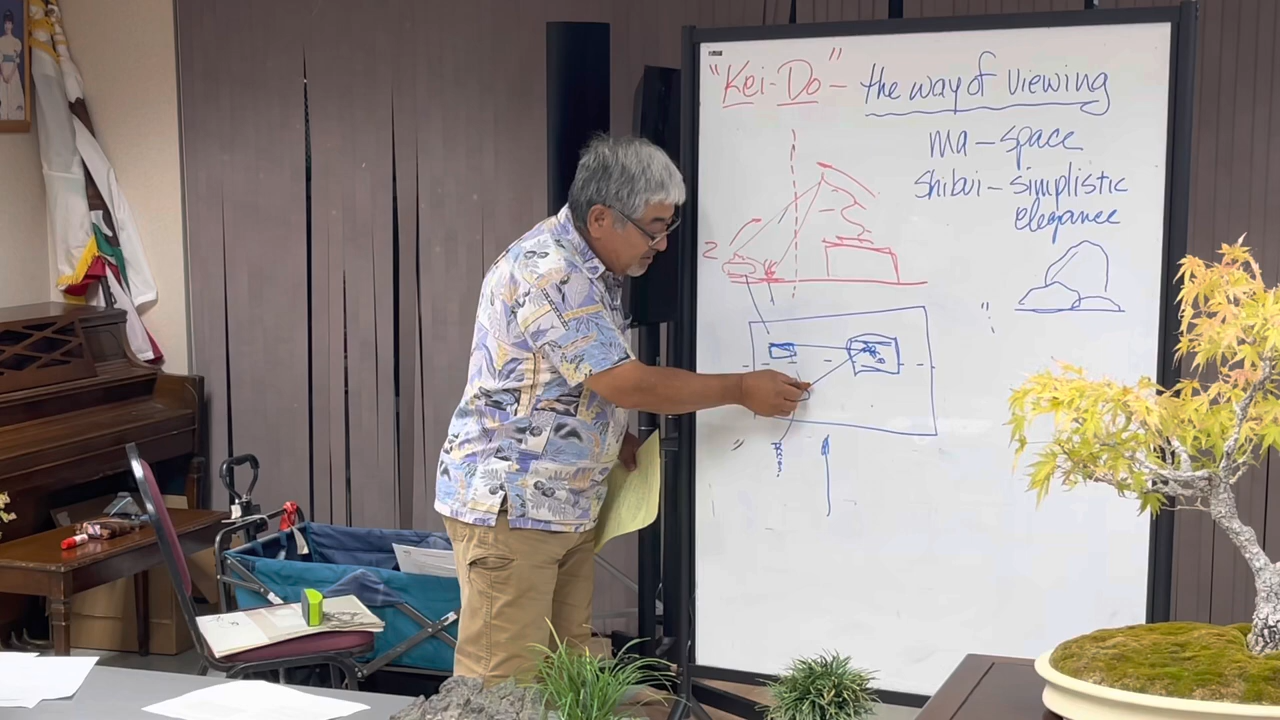 "Kei-Do" – the way of viewing
ma – space
Shibui – simplistic
elegance
2